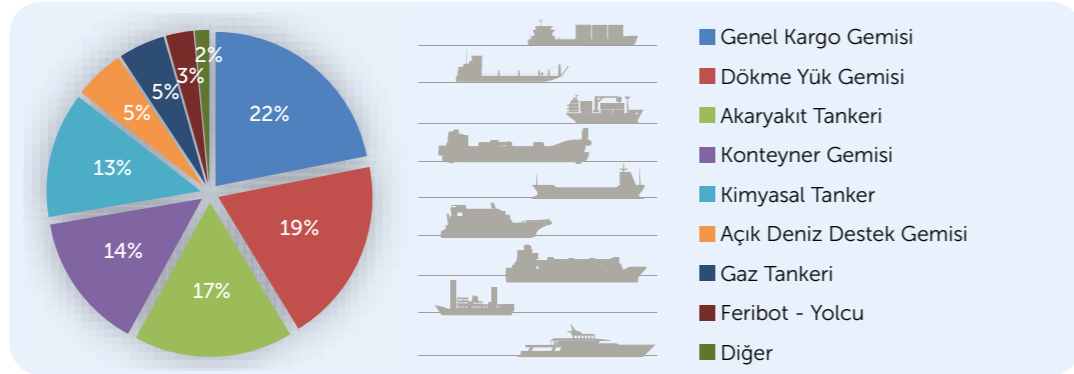 22%
19%
17%
14%
13%
5%
5%
3%
2%
Genel Kargo Gemisi
Dökme Yük Gemisi
Akaryakıt Tankeri
Konteyner Gemisi
Kimyasal Tanker
Açık Deniz Destek Gemisi
Gaz Tankeri
Feribot - Yolcu
Diğer